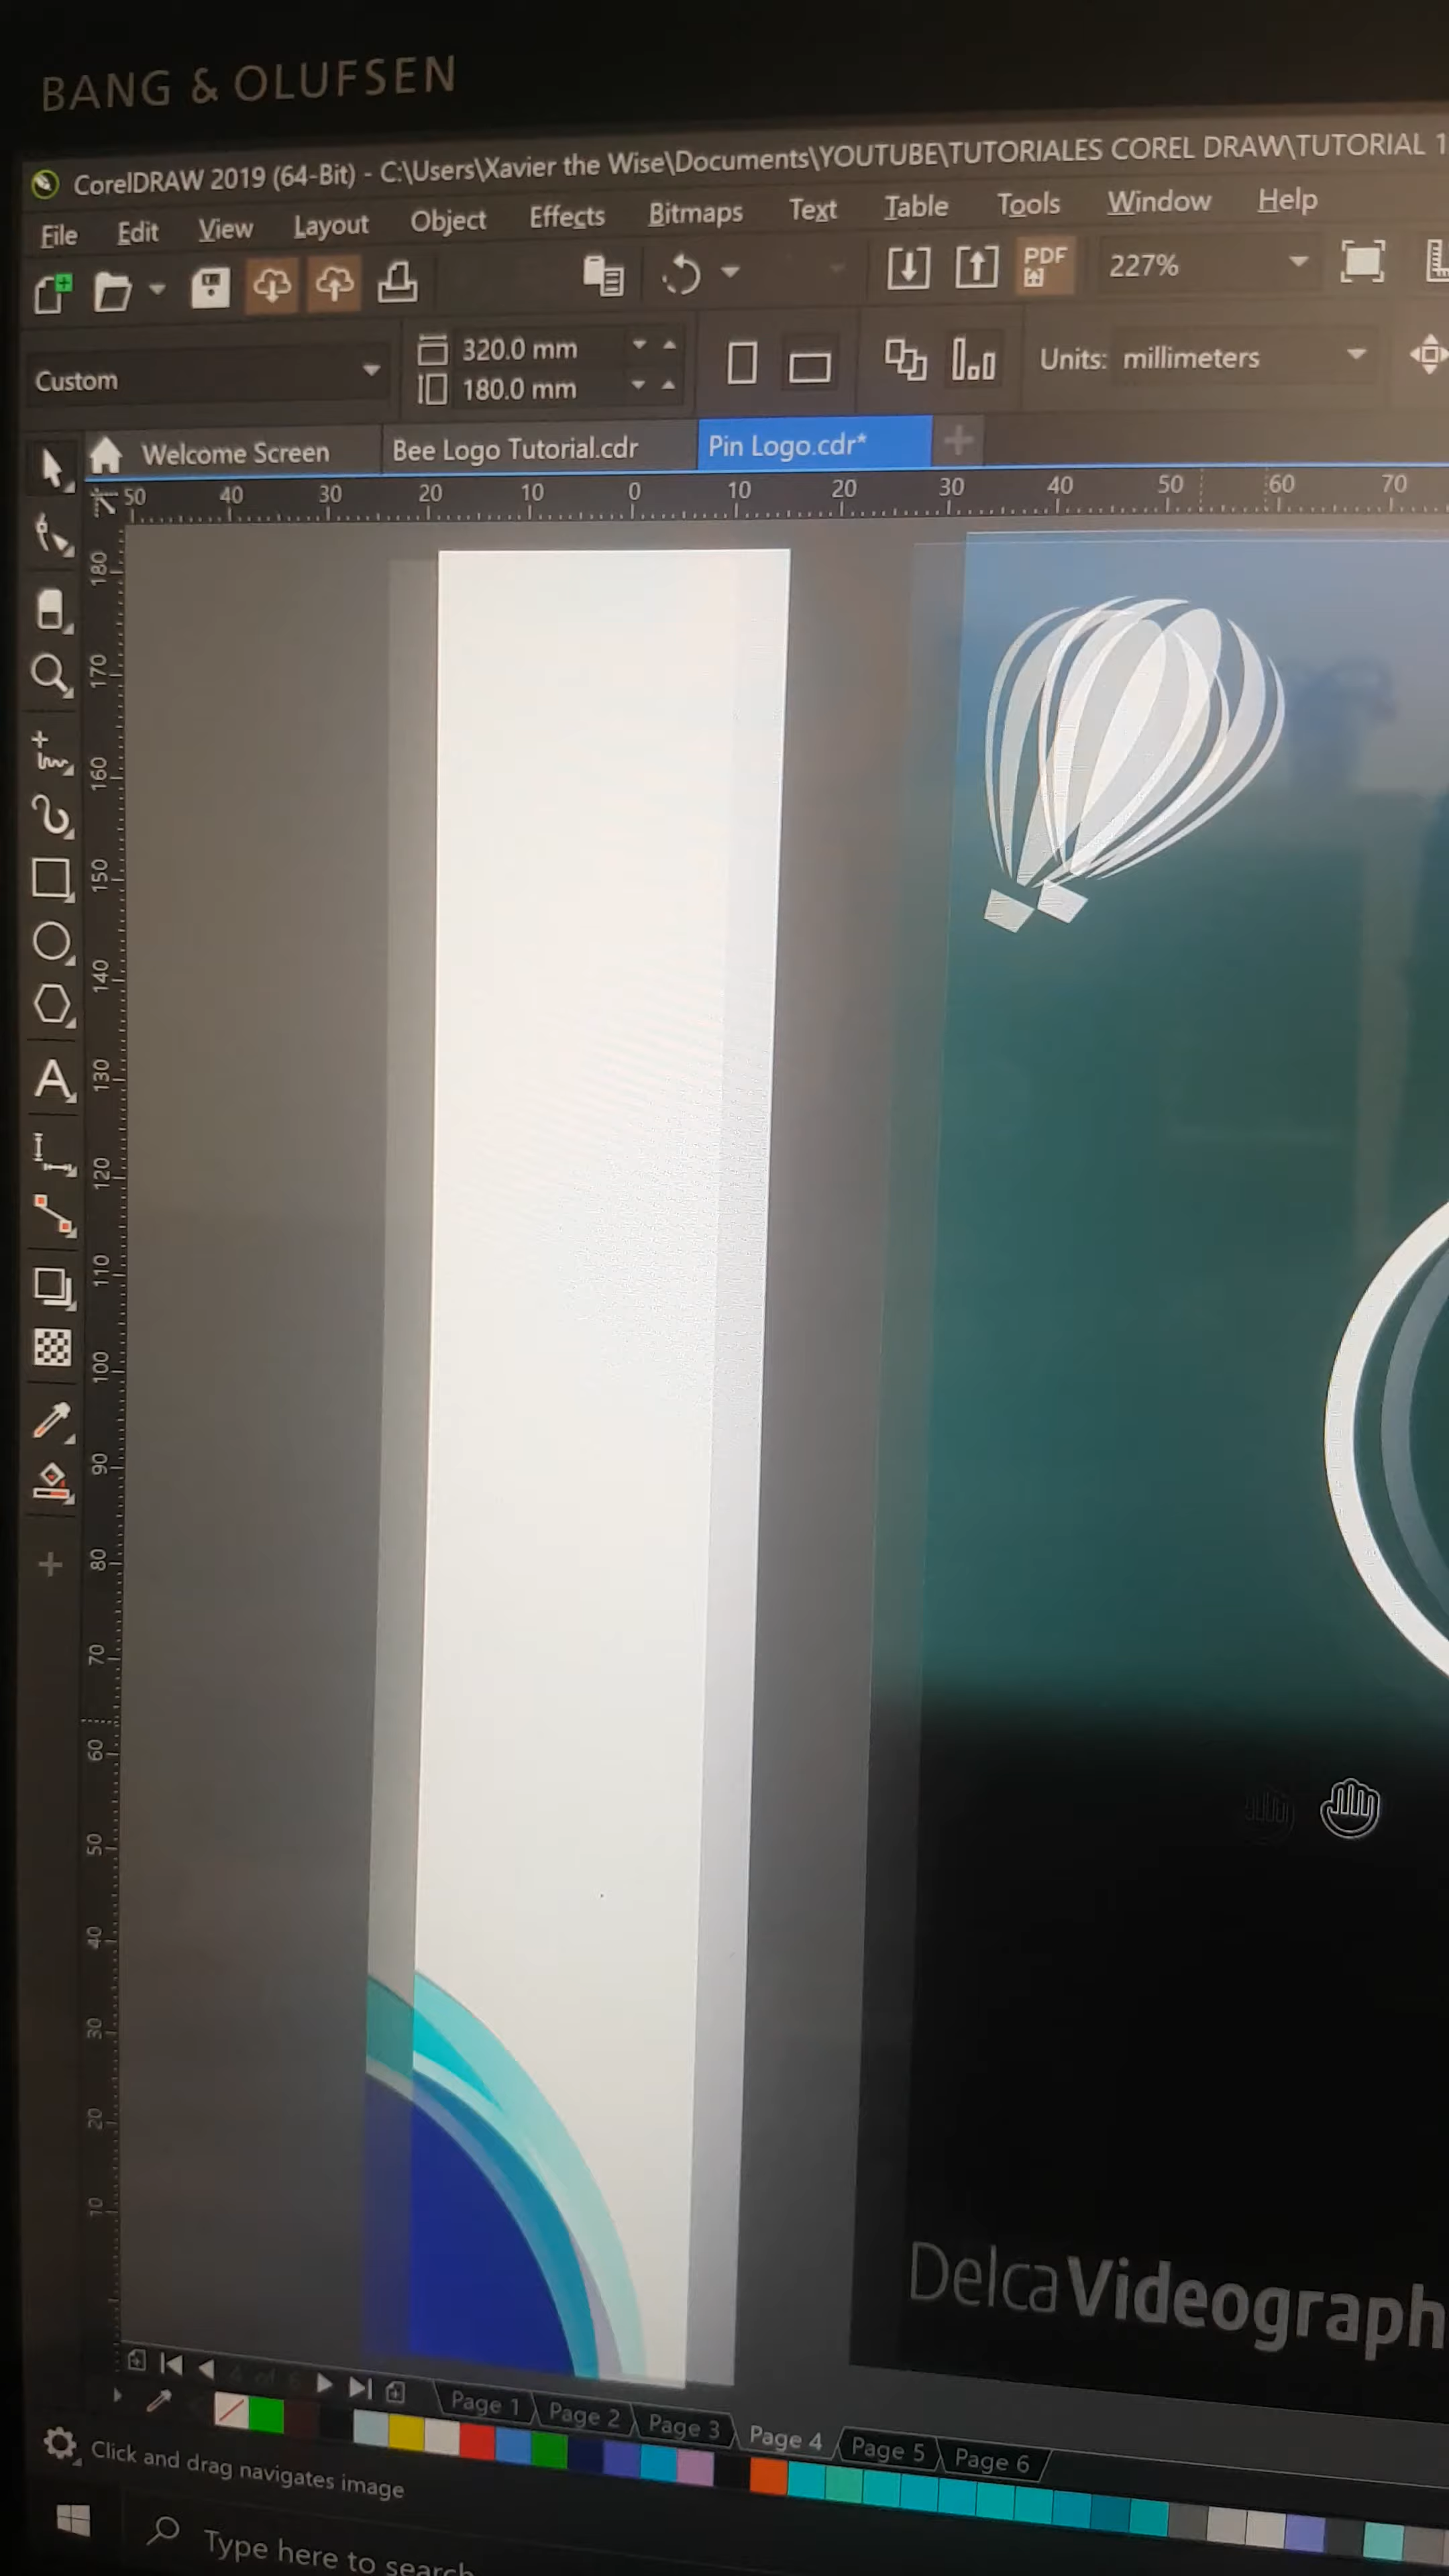 BANG & OLUFSEN
CorelDRAW 2019 (64-Bit) - C:\Users\Xavier the Wise\Documents\YOUTUBE\TUTORIALES COREL DRAW\TUTORIAL 1
File Edit View Layout Object Effects Bitmaps Text Table Tools Window Help
PDF 227%
Custom 320.0 mm Units: millimeters
180.0 mm
Welcome Screen Bee Logo Tutorial.cdr Pin Logo.cdr*
50 40 30 20 10 0 10 20 30 40 50 60 70
180
170
160
150
140
130
120
110
100
90
80
70
60
50
40
30
20
10
DelcaVideograph
Page 1 Page 2 Page 3 Page 4 Page 5 Page 6
Click and drag navigates image
Type here to search